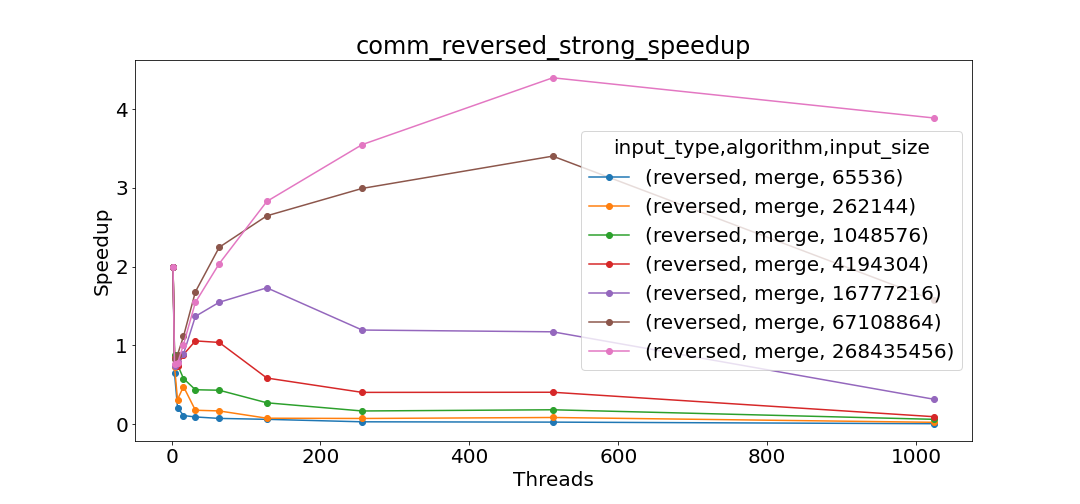 comm_reversed_strong_speedup
4
3
2
1
0
Speedup
input_type,algorithm,input_size
(reversed, merge, 65536)
(reversed, merge, 262144)
(reversed, merge, 1048576)
(reversed, merge, 4194304)
(reversed, merge, 16777216)
(reversed, merge, 67108864)
(reversed, merge, 268435456)
0 200 400 600 800 1000
Threads